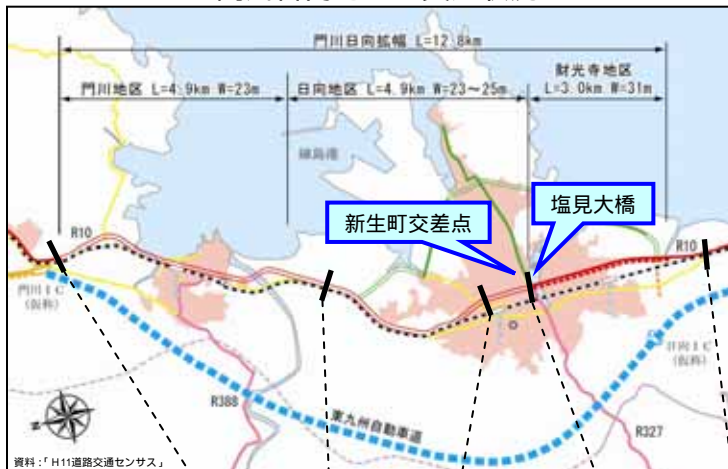 門川日向拡幅 L=12.8km
門川地区 L=4.9km W=23m
日向地区 L=4.9km W=23～25m
財光寺地区
L=3.0km W=31m
細島港
新生町交差点
塩見大橋
R10
R10
門川IC
(仮称)
日向IC
(仮称)
R388
東九州自動車道
R327
資料：「H11道路交通センサス」